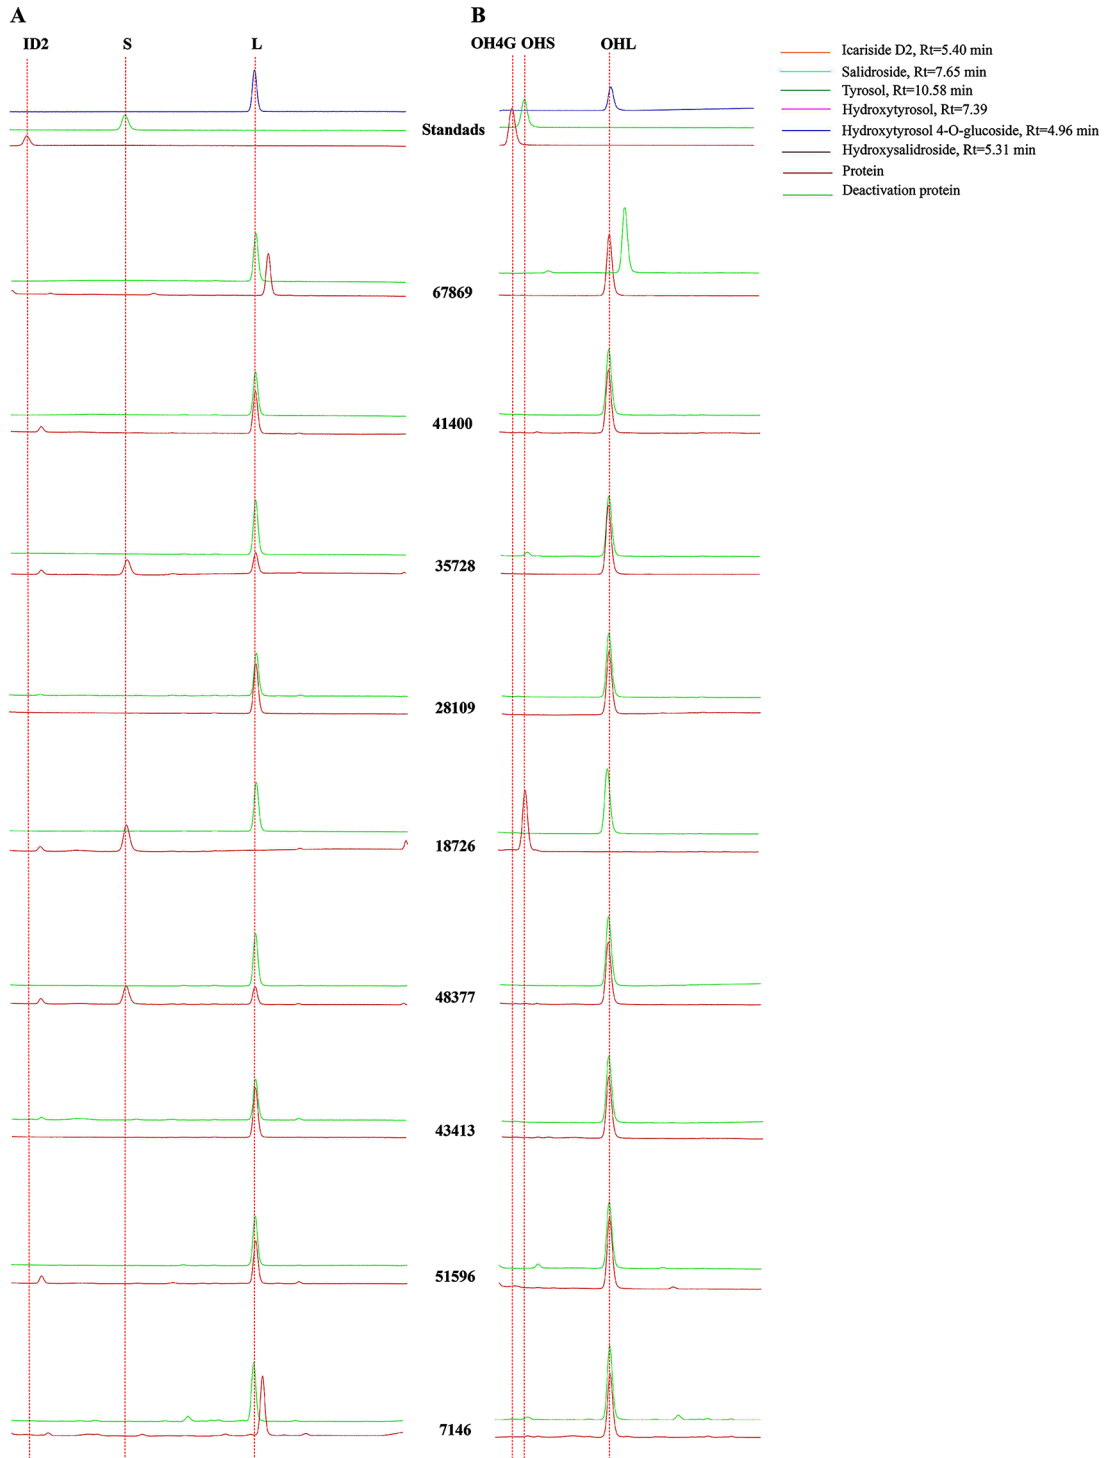 A
B
ID2
S
L
OH4G
OHS
OHL
Icariside D2, Rt=5.40 min
Salidroside, Rt=7.65 min
Tyrosol, Rt=10.58 min
Hydroxytyrosol, Rt=7.39
Hydroxytyrosol 4-O-glucoside, Rt=4.96 min
Hydroxysalidroside, Rt=5.31 min
Protein
Deactivation protein
Standads
67869
41400
35728
28109
18726
48377
43413
51596
7146